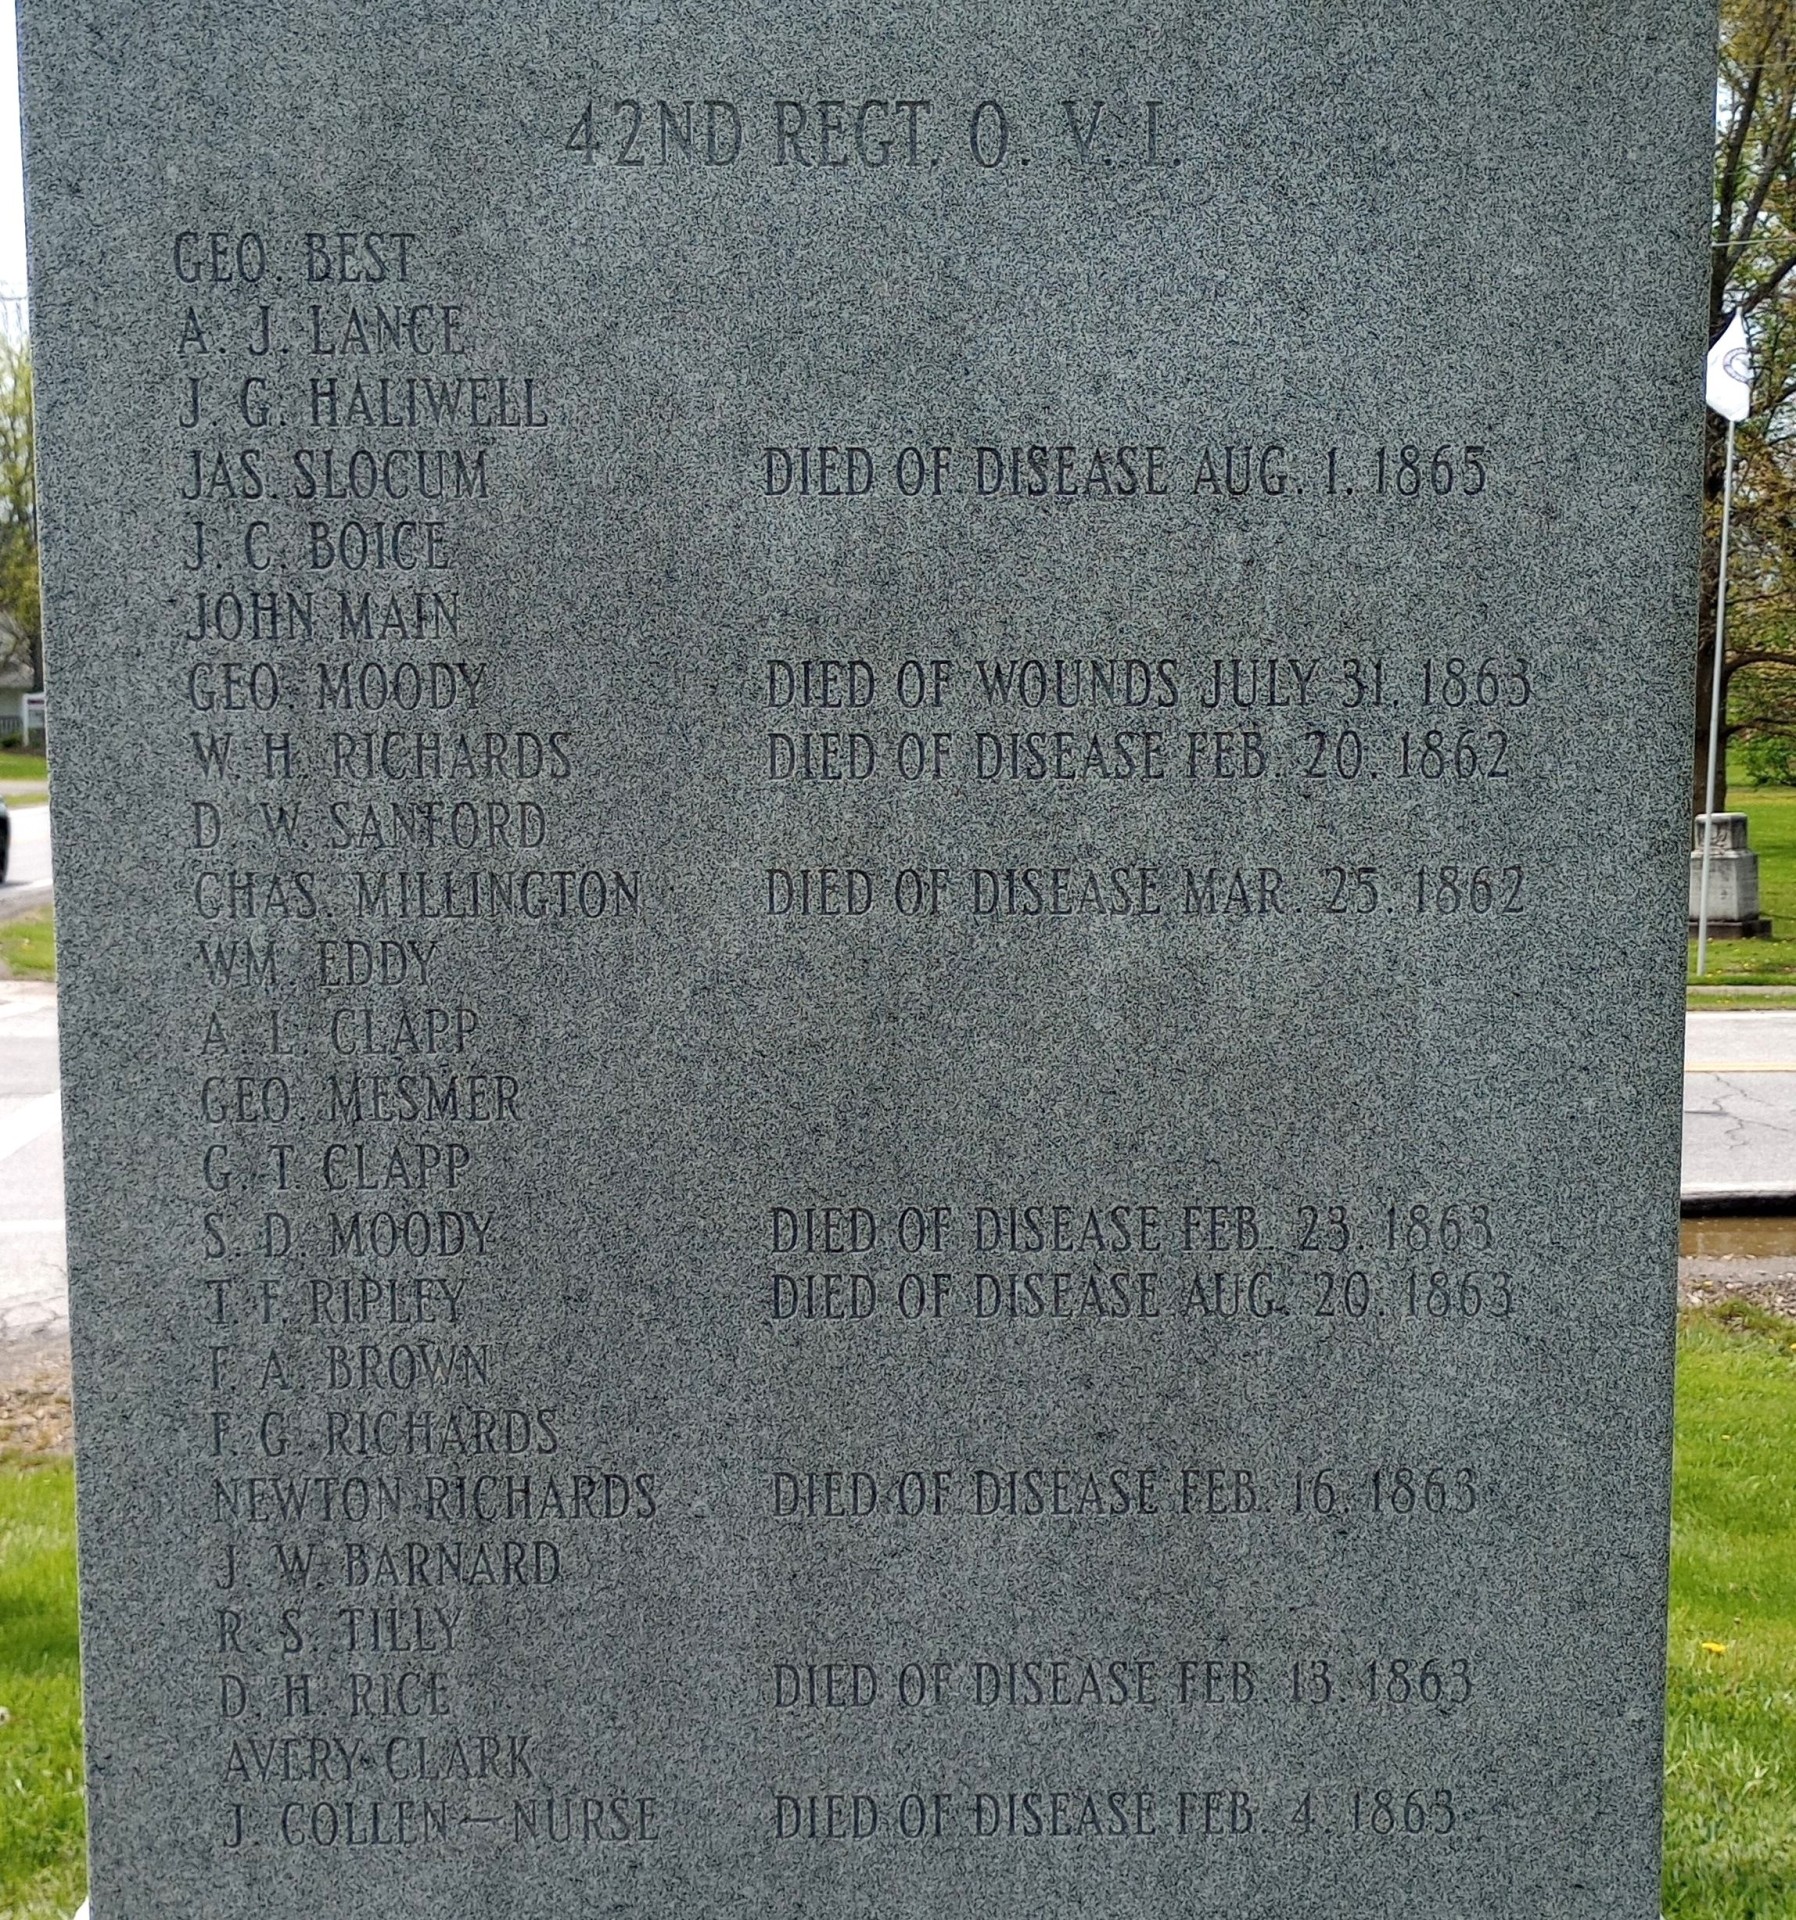 42ND REGT. O. V. I.
GEO. BEST
A. J. LANCE
J. G. HALIWELL
JAS. SLOCUM DIED OF DISEASE AUG. 1, 1865
J. C. BOICE
JOHN MAIN
GEO. MOODY DIED OF WOUNDS JULY 31, 1863
W. H. RICHARDS DIED OF DISEASE FEB. 20, 1862
D. W. SANFORD
CHAS. MILLINGTON DIED OF DISEASE MAR. 25, 1862
WM. EDDY
A. L. CLAPP
GEO. MESMER
G. T. CLAPP
S. D. MOODY DIED OF DISEASE FEB. 23, 1863
T. F. RIPLEY DIED OF DISEASE AUG. 20, 1863
F. A. BROWN
F. G. RICHARDS
NEWTON RICHARDS DIED OF DISEASE FEB. 16, 1863
J. W. BARNARD
R. S. TILLY
D. H. RICE DIED OF DISEASE FEB. 13, 1863
AVERY CLARK
J. COLLEN—NURSE DIED OF DISEASE FEB. 4, 1863